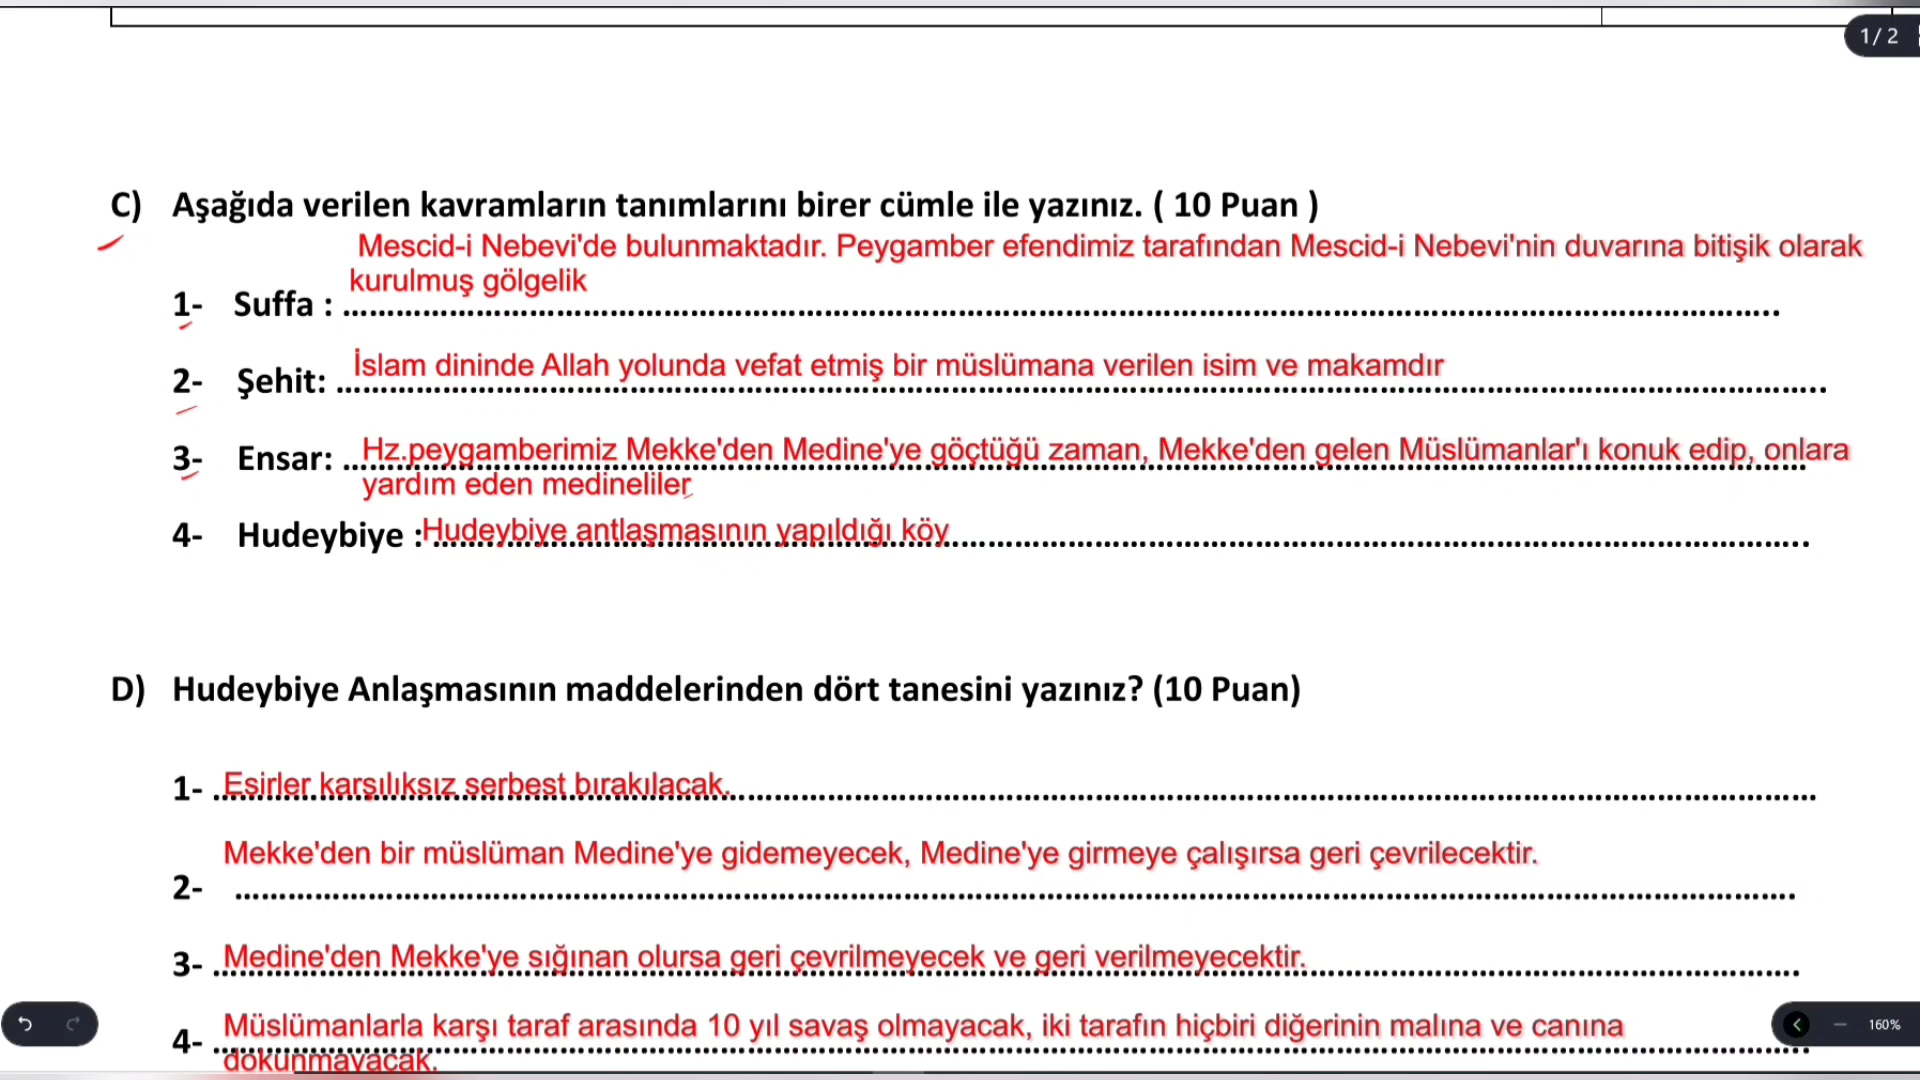 1/ 2
C) Aşağıda verilen kavramların tanımlarını birer cümle ile yazınız. ( 10 Puan )
Mescid-i Nebevi'de bulunmaktadır. Peygamber efendimiz tarafından Mescid-i Nebevi'nin duvarına bitişik olarak
kurulmuş gölgelik
1- Suffa :
2- Şehit: İslam dininde Allah yolunda vefat etmiş bir müslümana verilen isim ve makamdır
3- Ensar: Hz.peygamberimiz Mekke'den Medine'ye göçtüğü zaman, Mekke'den gelen Müslümanlar'ı konuk edip, onlara
yardım eden medineliler
4- Hudeybiye : Hudeybiye antlaşmasının yapıldığı köy
D) Hudeybiye Anlaşmasının maddelerinden dört tanesini yazınız? (10 Puan)
1- Esirler karşılıksız serbest bırakılacak.
Mekke'den bir müslüman Medine'ye gidemeyecek, Medine'ye girmeye çalışırsa geri çevrilecektir.
2-
3- Medine'den Mekke'ye sığınan olursa geri çevrilmeyecek ve geri verilmeyecektir.
4- Müslümanlarla karşı taraf arasında 10 yıl savaş olmayacak, iki tarafın hiçbiri diğerinin malına ve canına
dokunmayacak.
160%